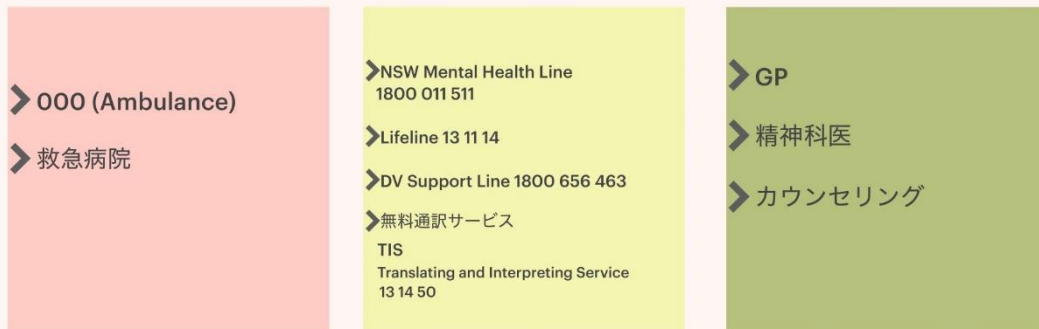 000 (Ambulance)
救急病院
NSW Mental Health Line
1800 011 511
Lifeline 13 11 14
DV Support Line 1800 656 463
無料通訳サービス
TIS
Translating and Interpreting Service
13 14 50
GP
精神科医
カウンセリング